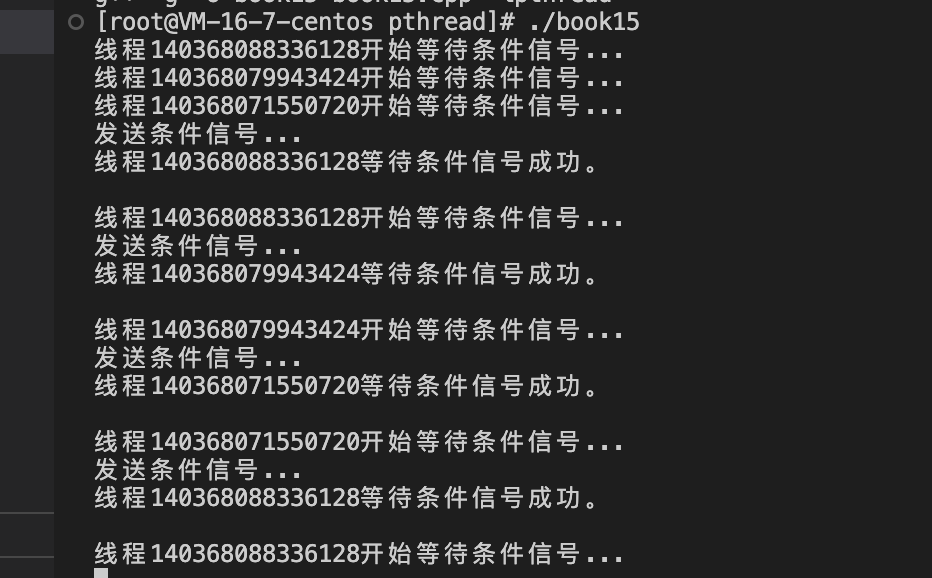 [root@VM-16-7-centos pthread]# ./book15
线程140368088336128开始等待条件信号...
线程140368079943424开始等待条件信号...
线程140368071550720开始等待条件信号...
发送条件信号...
线程140368088336128等待条件信号成功。
线程140368088336128开始等待条件信号...
发送条件信号...
线程140368079943424等待条件信号成功。
线程140368079943424开始等待条件信号...
发送条件信号...
线程140368071550720等待条件信号成功。
线程140368071550720开始等待条件信号...
发送条件信号...
线程140368088336128等待条件信号成功。
线程140368088336128开始等待条件信号...